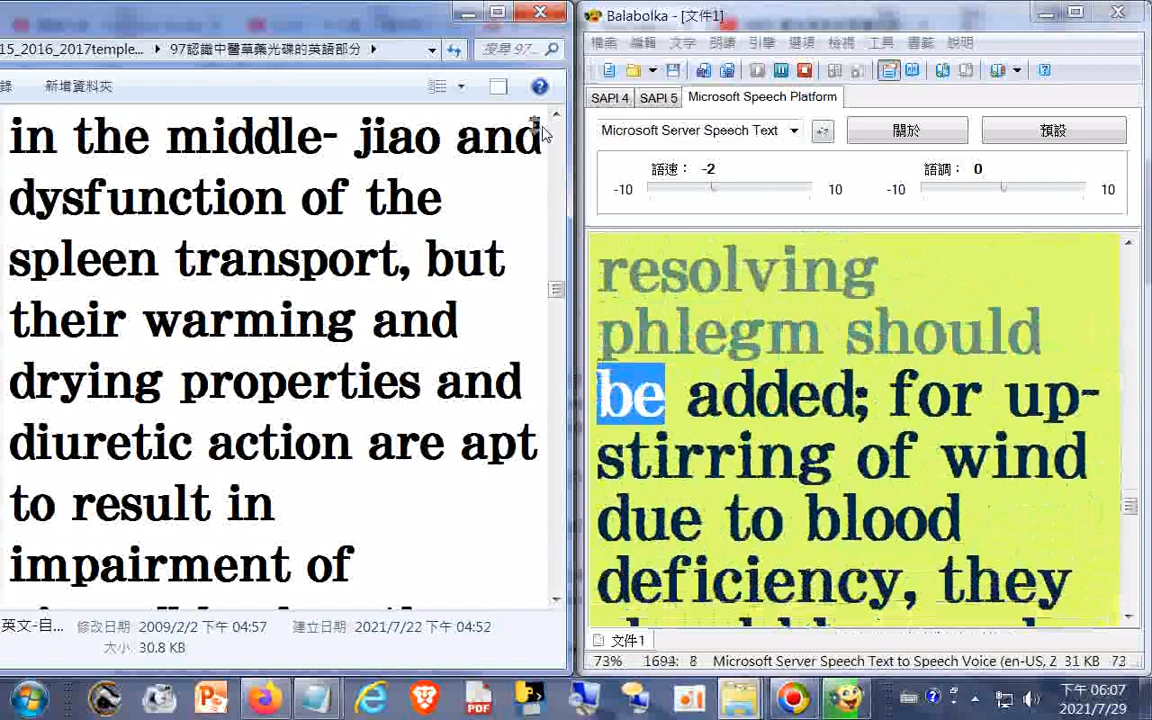 15_2016_2017temple...
97認識中醫草藥光碟的英語部分
搜尋 97...
錄
新增資料夾
in the middle- jiao and
dysfunction of the
spleen transport, but
their warming and
drying properties and
diuretic action are apt
to result in
impairment of
英文-自...
修改日期 2009/2/2 下午 04:57
建立日期 2021/7/22 下午 04:52
大小 30.8 KB
Balabolka - [文件1]
檔案 編輯 文字 朗讀 引擎 選項 檢視 工具 書籤 說明
SAPI 4 SAPI 5 Microsoft Speech Platform
Microsoft Server Speech Text
關於
預設
語速： -2
語調： 0
-10 10
-10 10
resolving
phlegm should
be added; for up-
stirring of wind
due to blood
deficiency, they
文件1
73% 1694: 8 Microsoft Server Speech Text to Speech Voice (en-US, Z 31 KB 72
PDF
下午 06:07
2021/7/29